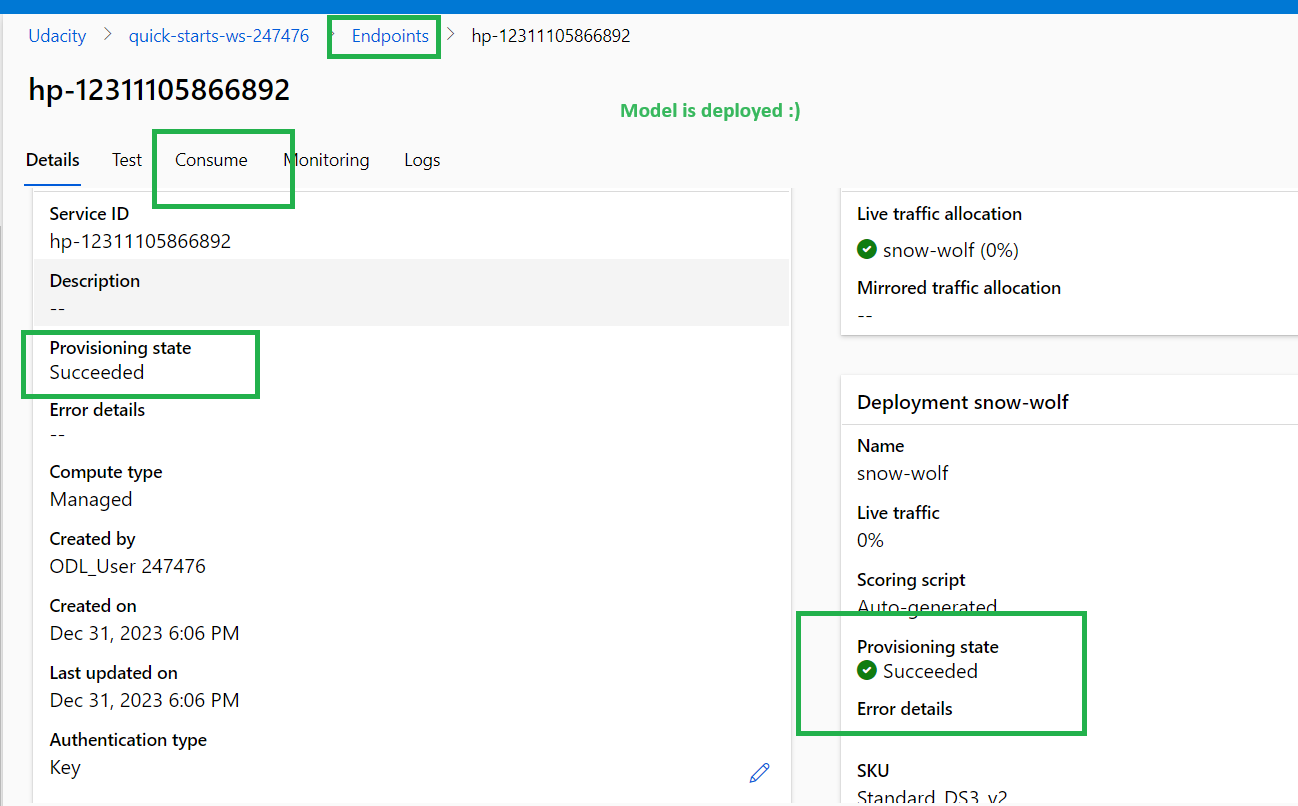 Udacity > quick-starts-ws-247476 > Endpoints > hp-12311105866892
hp-12311105866892
Model is deployed :)
Details Test Consume Monitoring Logs
Service ID
hp-12311105866892
Description
--
Provisioning state
Succeeded
Error details
--
Compute type
Managed
Created by
ODL_User 247476
Created on
Dec 31, 2023 6:06 PM
Last updated on
Dec 31, 2023 6:06 PM
Authentication type
Key
Live traffic allocation
snow-wolf (0%)
Mirrored traffic allocation
--
Deployment snow-wolf
Name
snow-wolf
Live traffic
0%
Scoring script
Auto-generated
Provisioning state
Succeeded
Error details
SKU
Standard_DS3_v2